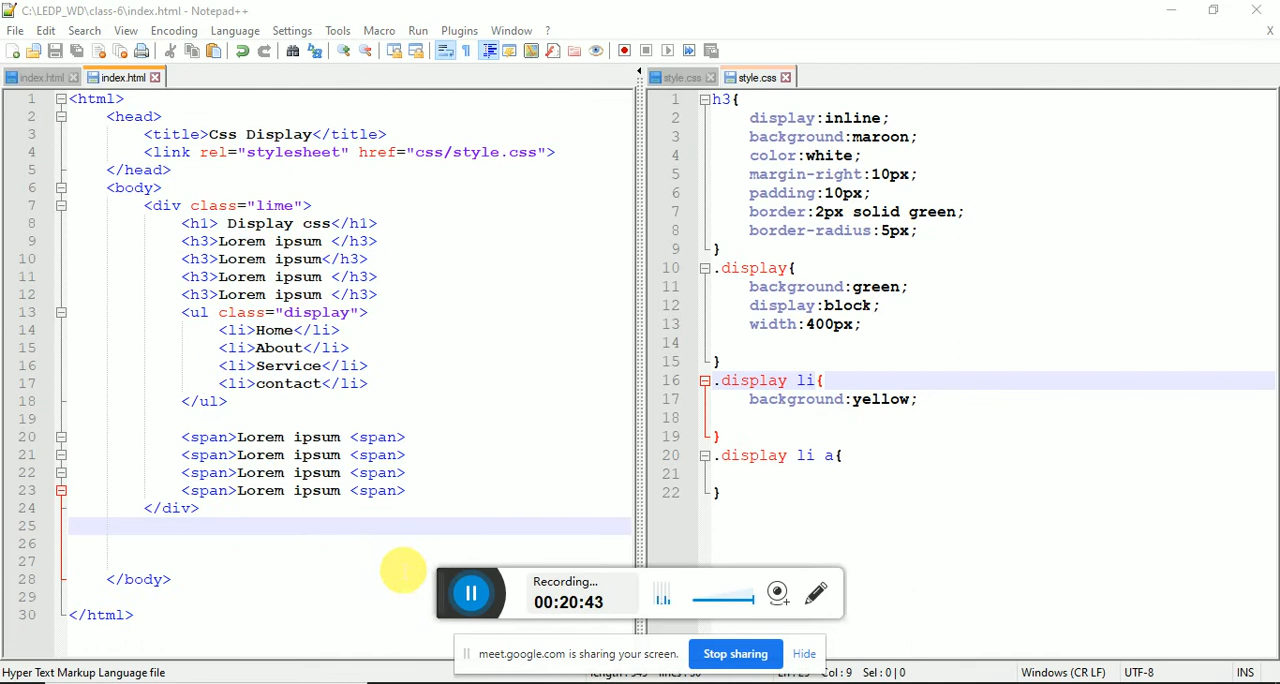 C:\LEDP_WD\class-6\index.html - Notepad++
File Edit Search View Encoding Language Settings Tools Macro Run Plugins Window ?
X
index.html index.html
style.css style.css
1 <html>
2 <head>
3 <title>Css Display</title>
4 <link rel="stylesheet" href="css/style.css">
5 </head>
6 <body>
7 <div class="lime">
8 <h1> Display css</h1>
9 <h3>Lorem ipsum </h3>
10 <h3>Lorem ipsum</h3>
11 <h3>Lorem ipsum </h3>
12 <h3>Lorem ipsum </h3>
13 <ul class="display">
14 <li>Home</li>
15 <li>About</li>
16 <li>Service</li>
17 <li>contact</li>
18 </ul>
19
20 <span>Lorem ipsum <span>
21 <span>Lorem ipsum <span>
22 <span>Lorem ipsum <span>
23 <span>Lorem ipsum <span>
24 </div>
25
26
27
28 </body>
29
30 </html>
1 h3{
2 display:inline;
3 background:maroon;
4 color:white;
5 margin-right:10px;
6 padding:10px;
7 border:2px solid green;
8 border-radius:5px;
9 }
10 .display{
11 background:green;
12 display:block;
13 width:400px;
14
15 }
16 .display li{
17 background:yellow;
18
19 }
20 .display li a{
21
22 }
Recording...
00:20:43
meet.google.com is sharing your screen. Stop sharing Hide
Hyper Text Markup Language file Col : 9 Sel : 0 | 0 Windows (CR LF) UTF-8 INS